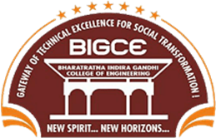 GATEWAY OF TECHNICAL EXCELLENCE FOR SOCIAL TRANSFORMATION !
BIGCE
BHARATRATNA INDIRA GANDHI
COLLEGE OF ENGINEERING
NEW SPIRIT... NEW HORIZONS...